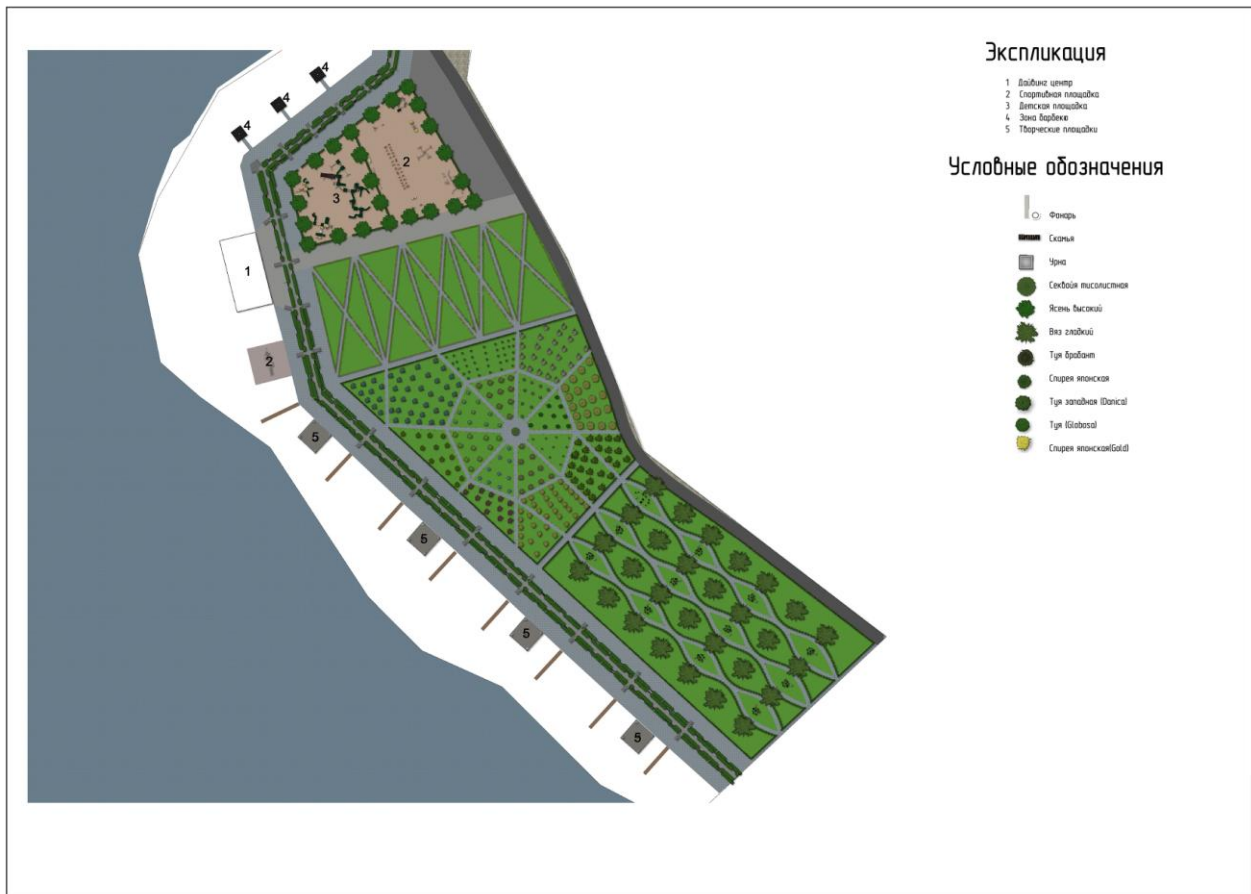 Экспликация
1 Дайвинг центр
2 Спортивная площадка
3 Детская площадка
4 Зона барбекю
5 Творческие площадки
Условные обозначения
Фонарь
Скамья
Урна
Секвойя тисолистная
Ясень высокий
Вяз гладкий
Туя брабант
Спирея японская
Туя западная (Danica)
Туя (Globosa)
Спирея японская(Gold)
4
4
4
2
3
1
2
5
5
5
5